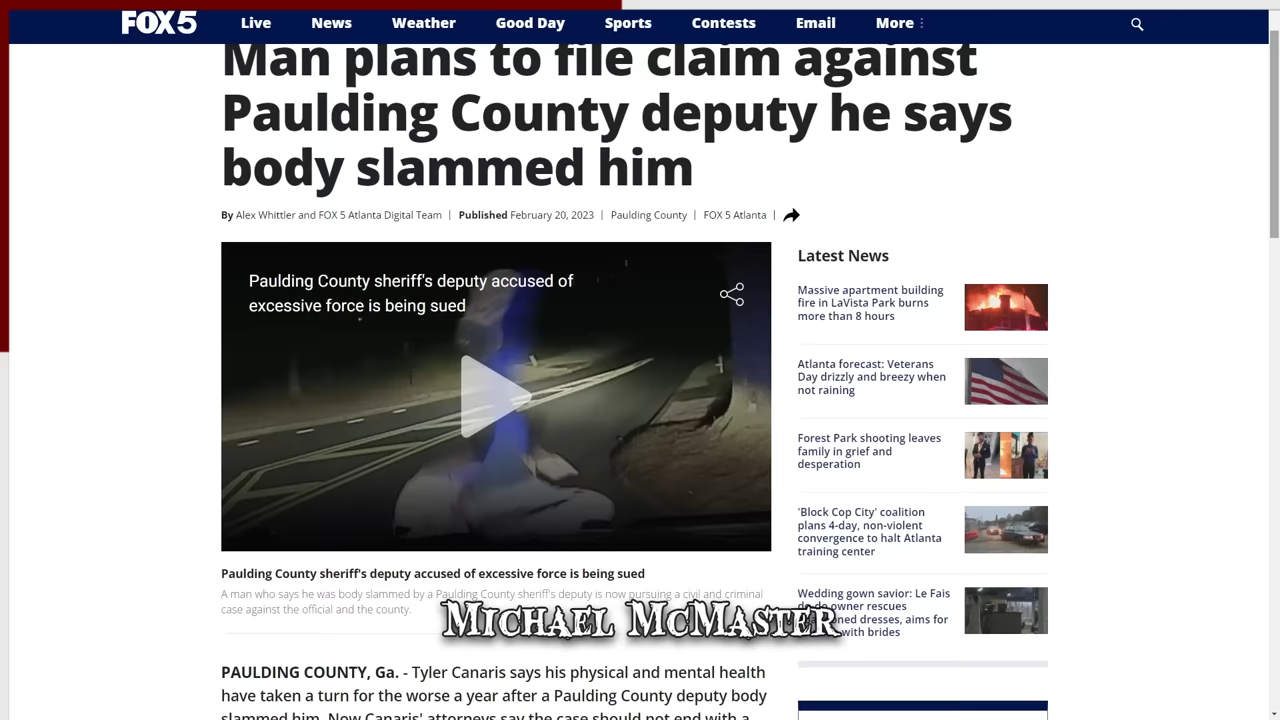 FOX 5
Live
News
Weather
Good Day
Sports
Contests
Email
More
Man plans to file claim against
Paulding County deputy he says
body slammed him
By Alex Whittler and FOX 5 Atlanta Digital Team | Published February 20, 2023 | Paulding County | FOX 5 Atlanta |
Paulding County sheriff's deputy accused of
excessive force is being sued
Paulding County sheriff's deputy accused of excessive force is being sued
A man who says he was body slammed by a Paulding County sheriff's deputy is now pursuing a civil and criminal
case against the official and the county.
MICHAEL MCMASTER
PAULDING COUNTY, Ga. - Tyler Canaris says his physical and mental health
have taken a turn for the worse a year after a Paulding County deputy body
slammed him. Now Canaris' attorneys say the case should not end with a
Latest News
Massive apartment building
fire in LaVista Park burns
more than 8 hours
Atlanta forecast: Veterans
Day drizzly and breezy when
not raining
Forest Park shooting leaves
family in grief and
desperation
'Block Cop City' coalition
plans 4-day, non-violent
convergence to halt Atlanta
training center
Wedding gown savior: Le Fais
do do owner rescues
dresses, aims for
with brides